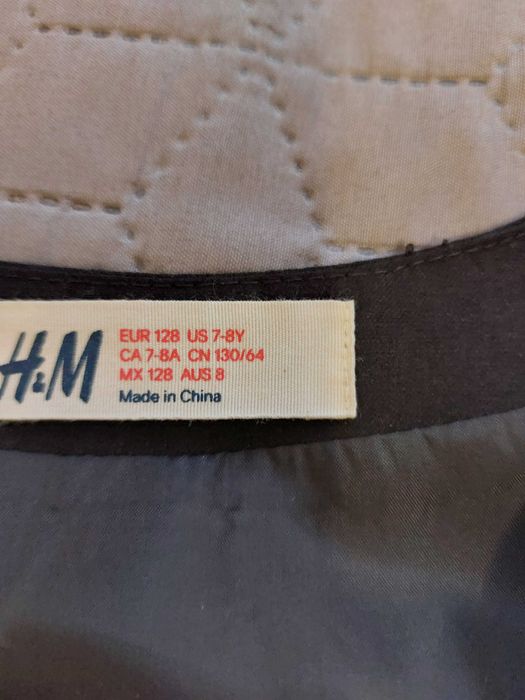 H&M
EUR 128 US 7-8Y
CA 7-8A CN 130/64
MX 128 AUS 8
Made in China